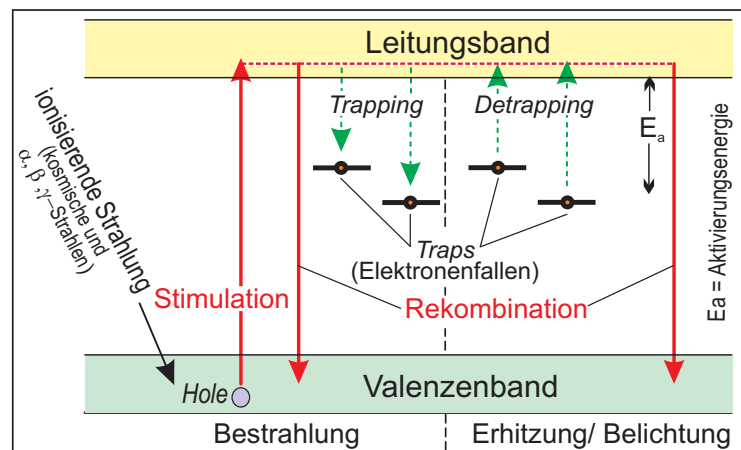 Leitungsband
ionisierende Strahlung
(kosmische und
α, β ,γ–Strahlen)
Trapping
Detrapping
Ea
Traps
(Elektronenfallen)
Stimulation
Rekombination
Ea = Aktivierungsenergie
Hole
Valenzenband
Bestrahlung
Erhitzung/ Belichtung